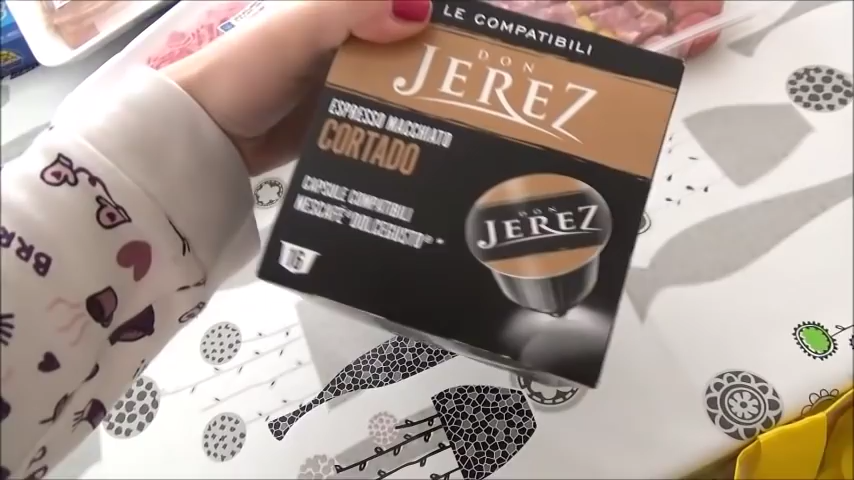 LE COMPATIBILI
DON
JEREZ
ESPRESSO MACCHIATO
CORTADO
CAPSULE COMPATIBILI
NESCAFÉ® DOLCEGUSTO®*
16
DON
JEREZ